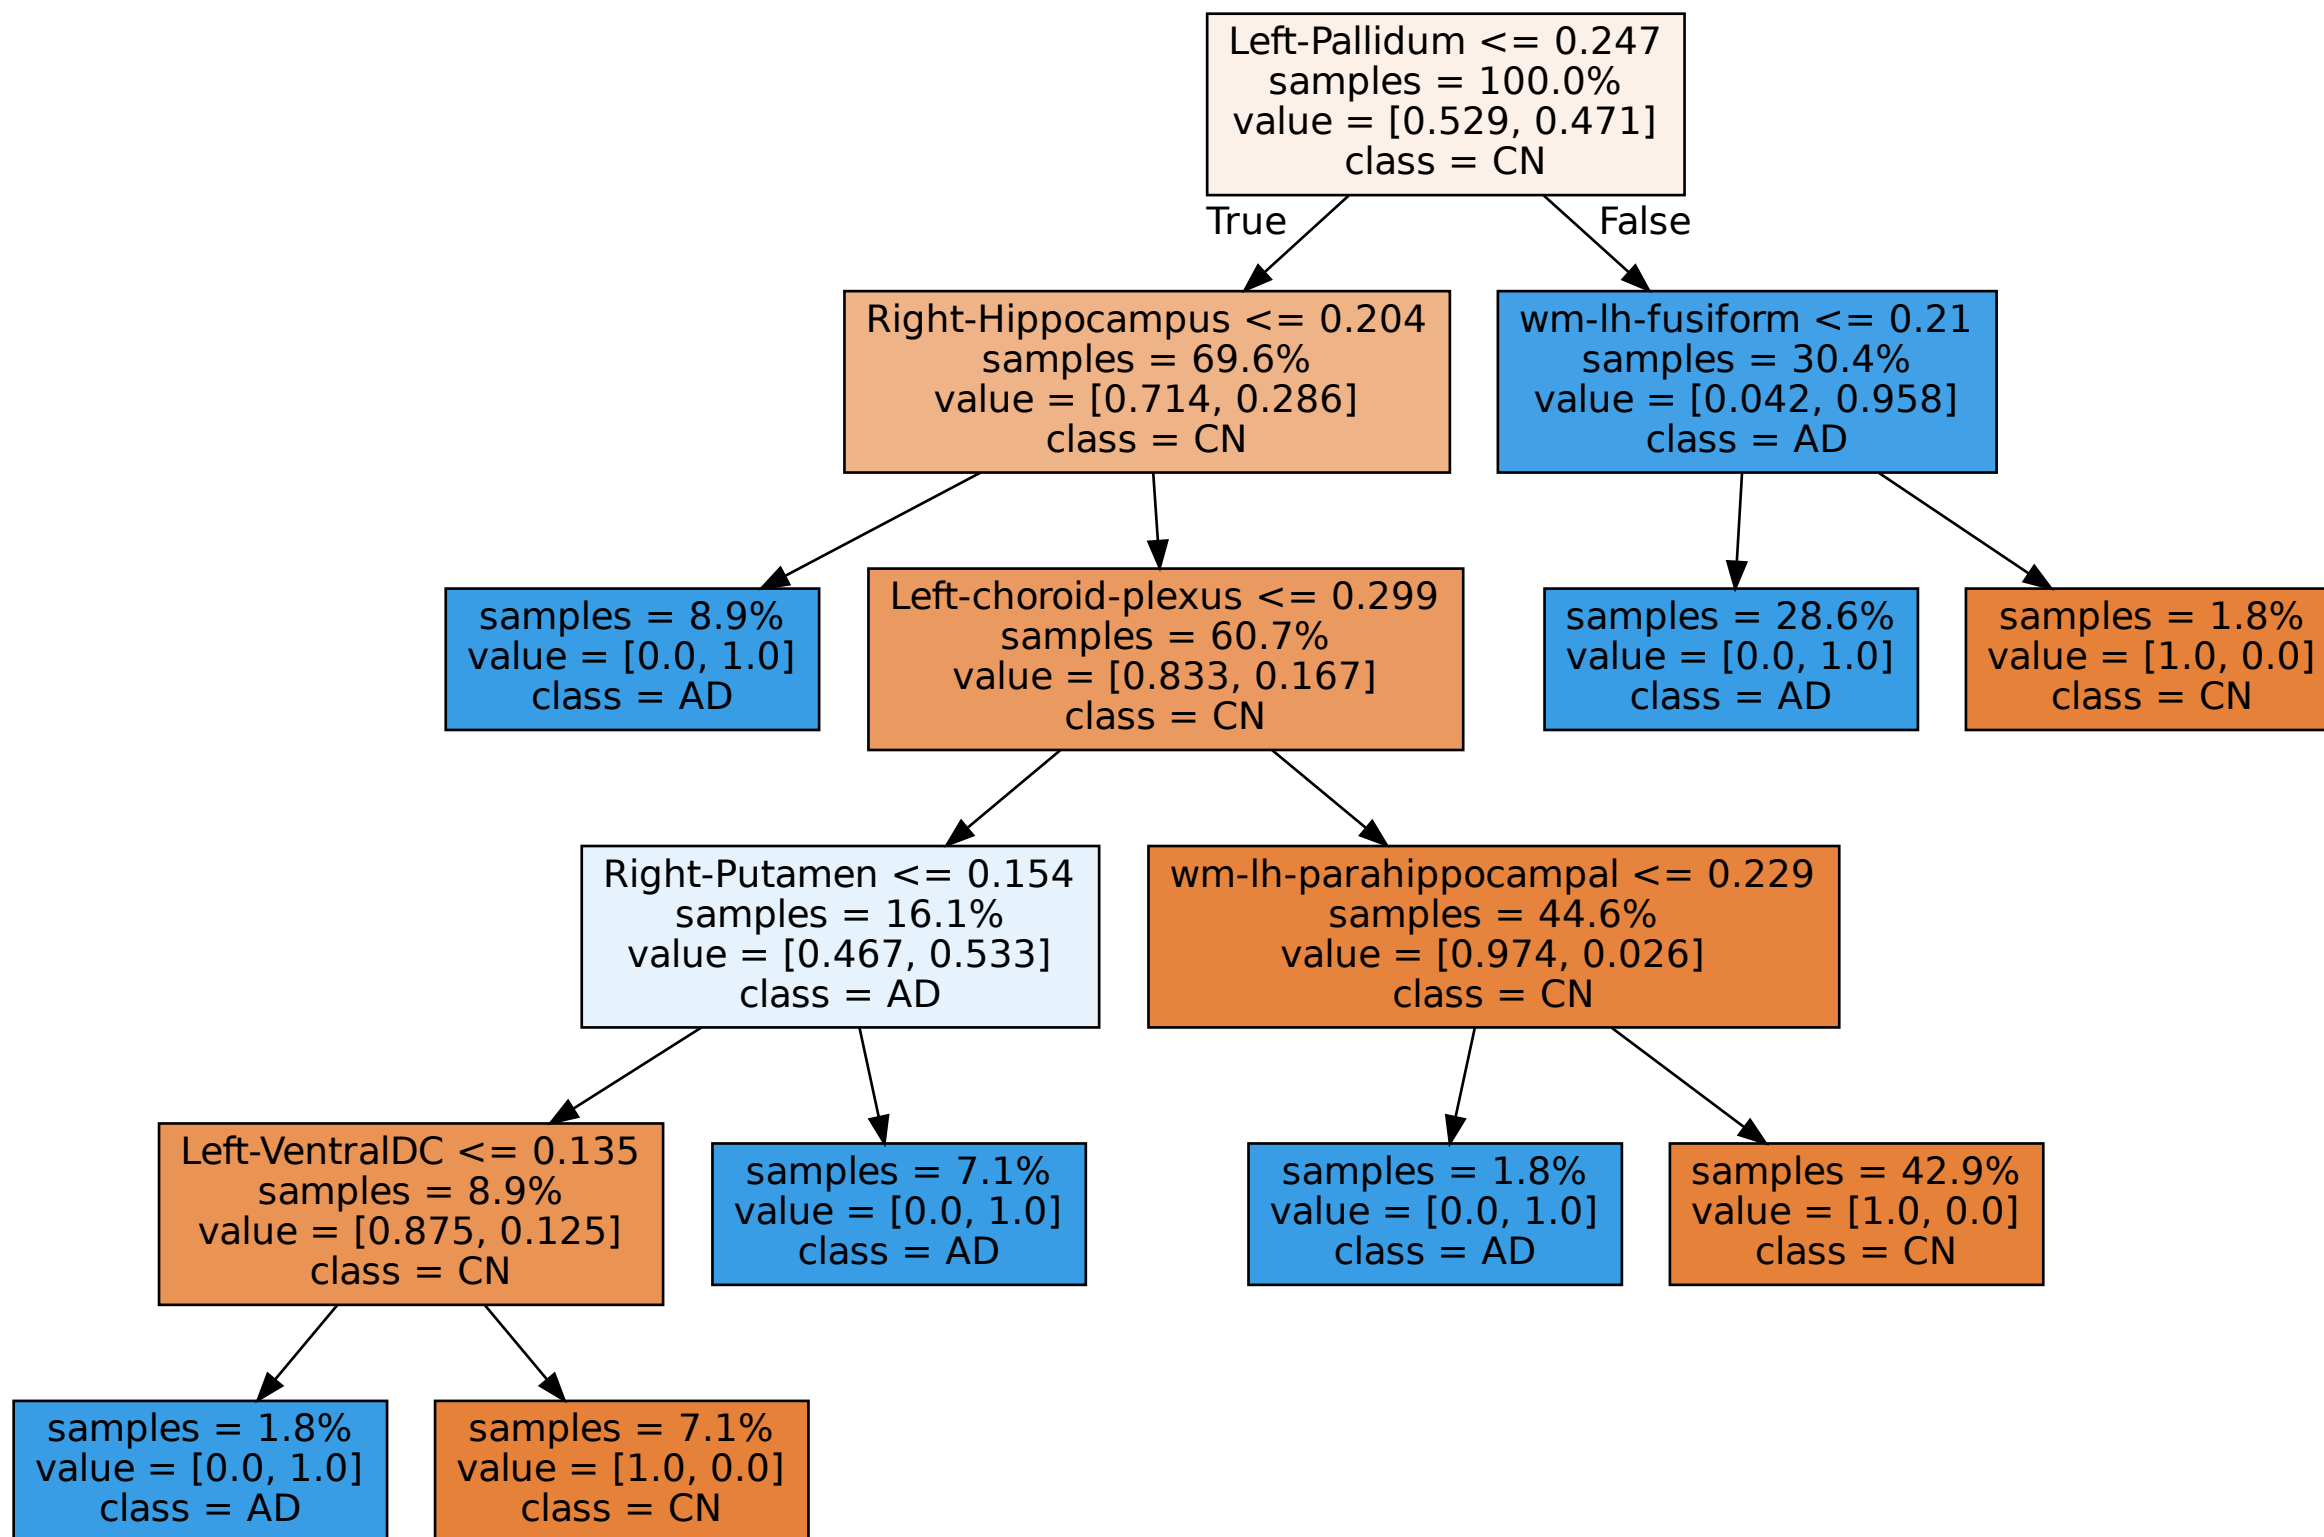 Left-Pallidum <= 0.247
samples = 100.0%
value = [0.529, 0.471]
class = CN
True
False
Right-Hippocampus <= 0.204
samples = 69.6%
value = [0.714, 0.286]
class = CN
wm-lh-fusiform <= 0.21
samples = 30.4%
value = [0.042, 0.958]
class = AD
samples = 8.9%
value = [0.0, 1.0]
class = AD
Left-choroid-plexus <= 0.299
samples = 60.7%
value = [0.833, 0.167]
class = CN
samples = 28.6%
value = [0.0, 1.0]
class = AD
samples = 1.8%
value = [1.0, 0.0]
class = CN
Right-Putamen <= 0.154
samples = 16.1%
value = [0.467, 0.533]
class = AD
wm-lh-parahippocampal <= 0.229
samples = 44.6%
value = [0.974, 0.026]
class = CN
Left-VentralDC <= 0.135
samples = 8.9%
value = [0.875, 0.125]
class = CN
samples = 7.1%
value = [0.0, 1.0]
class = AD
samples = 1.8%
value = [0.0, 1.0]
class = AD
samples = 42.9%
value = [1.0, 0.0]
class = CN
samples = 1.8%
value = [0.0, 1.0]
class = AD
samples = 7.1%
value = [1.0, 0.0]
class = CN